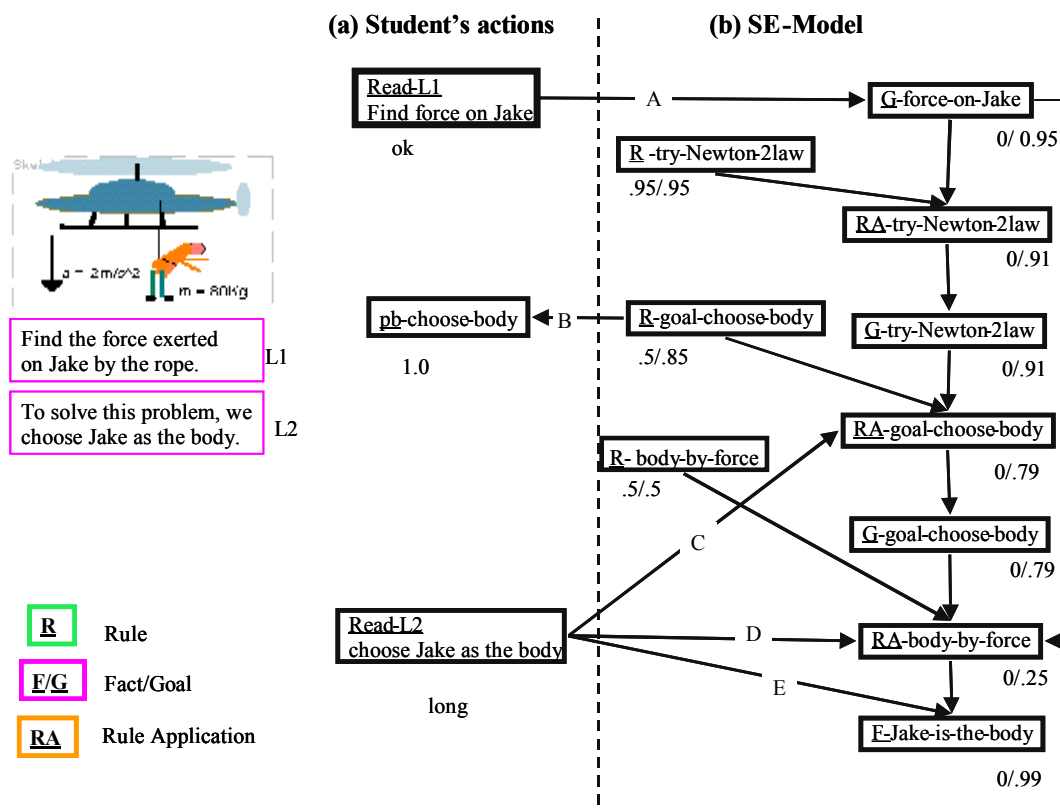 (a) Student's actions
(b) SE-Model
Read-L1
Find force on Jake
ok
A
G-force-on-Jake
0/ 0.95
R -try-Newton-2law
.95/.95
RA-try-Newton-2law
0/.91
a = 2m/s^2
m = 80Kg
Find the force exerted
on Jake by the rope.
L1
To solve this problem, we
choose Jake as the body.
L2
pb-choose-body
1.0
B
R-goal-choose-body
.5/.85
G-try-Newton-2law
0/.91
RA-goal-choose-body
0/.79
R- body-by-force
.5/.5
C
G-goal-choose-body
0/.79
Read-L2
choose Jake as the body
long
D
E
RA-body-by-force
0/.25
F-Jake-is-the-body
0/.99
R
Rule
F/G
Fact/Goal
RA
Rule Application